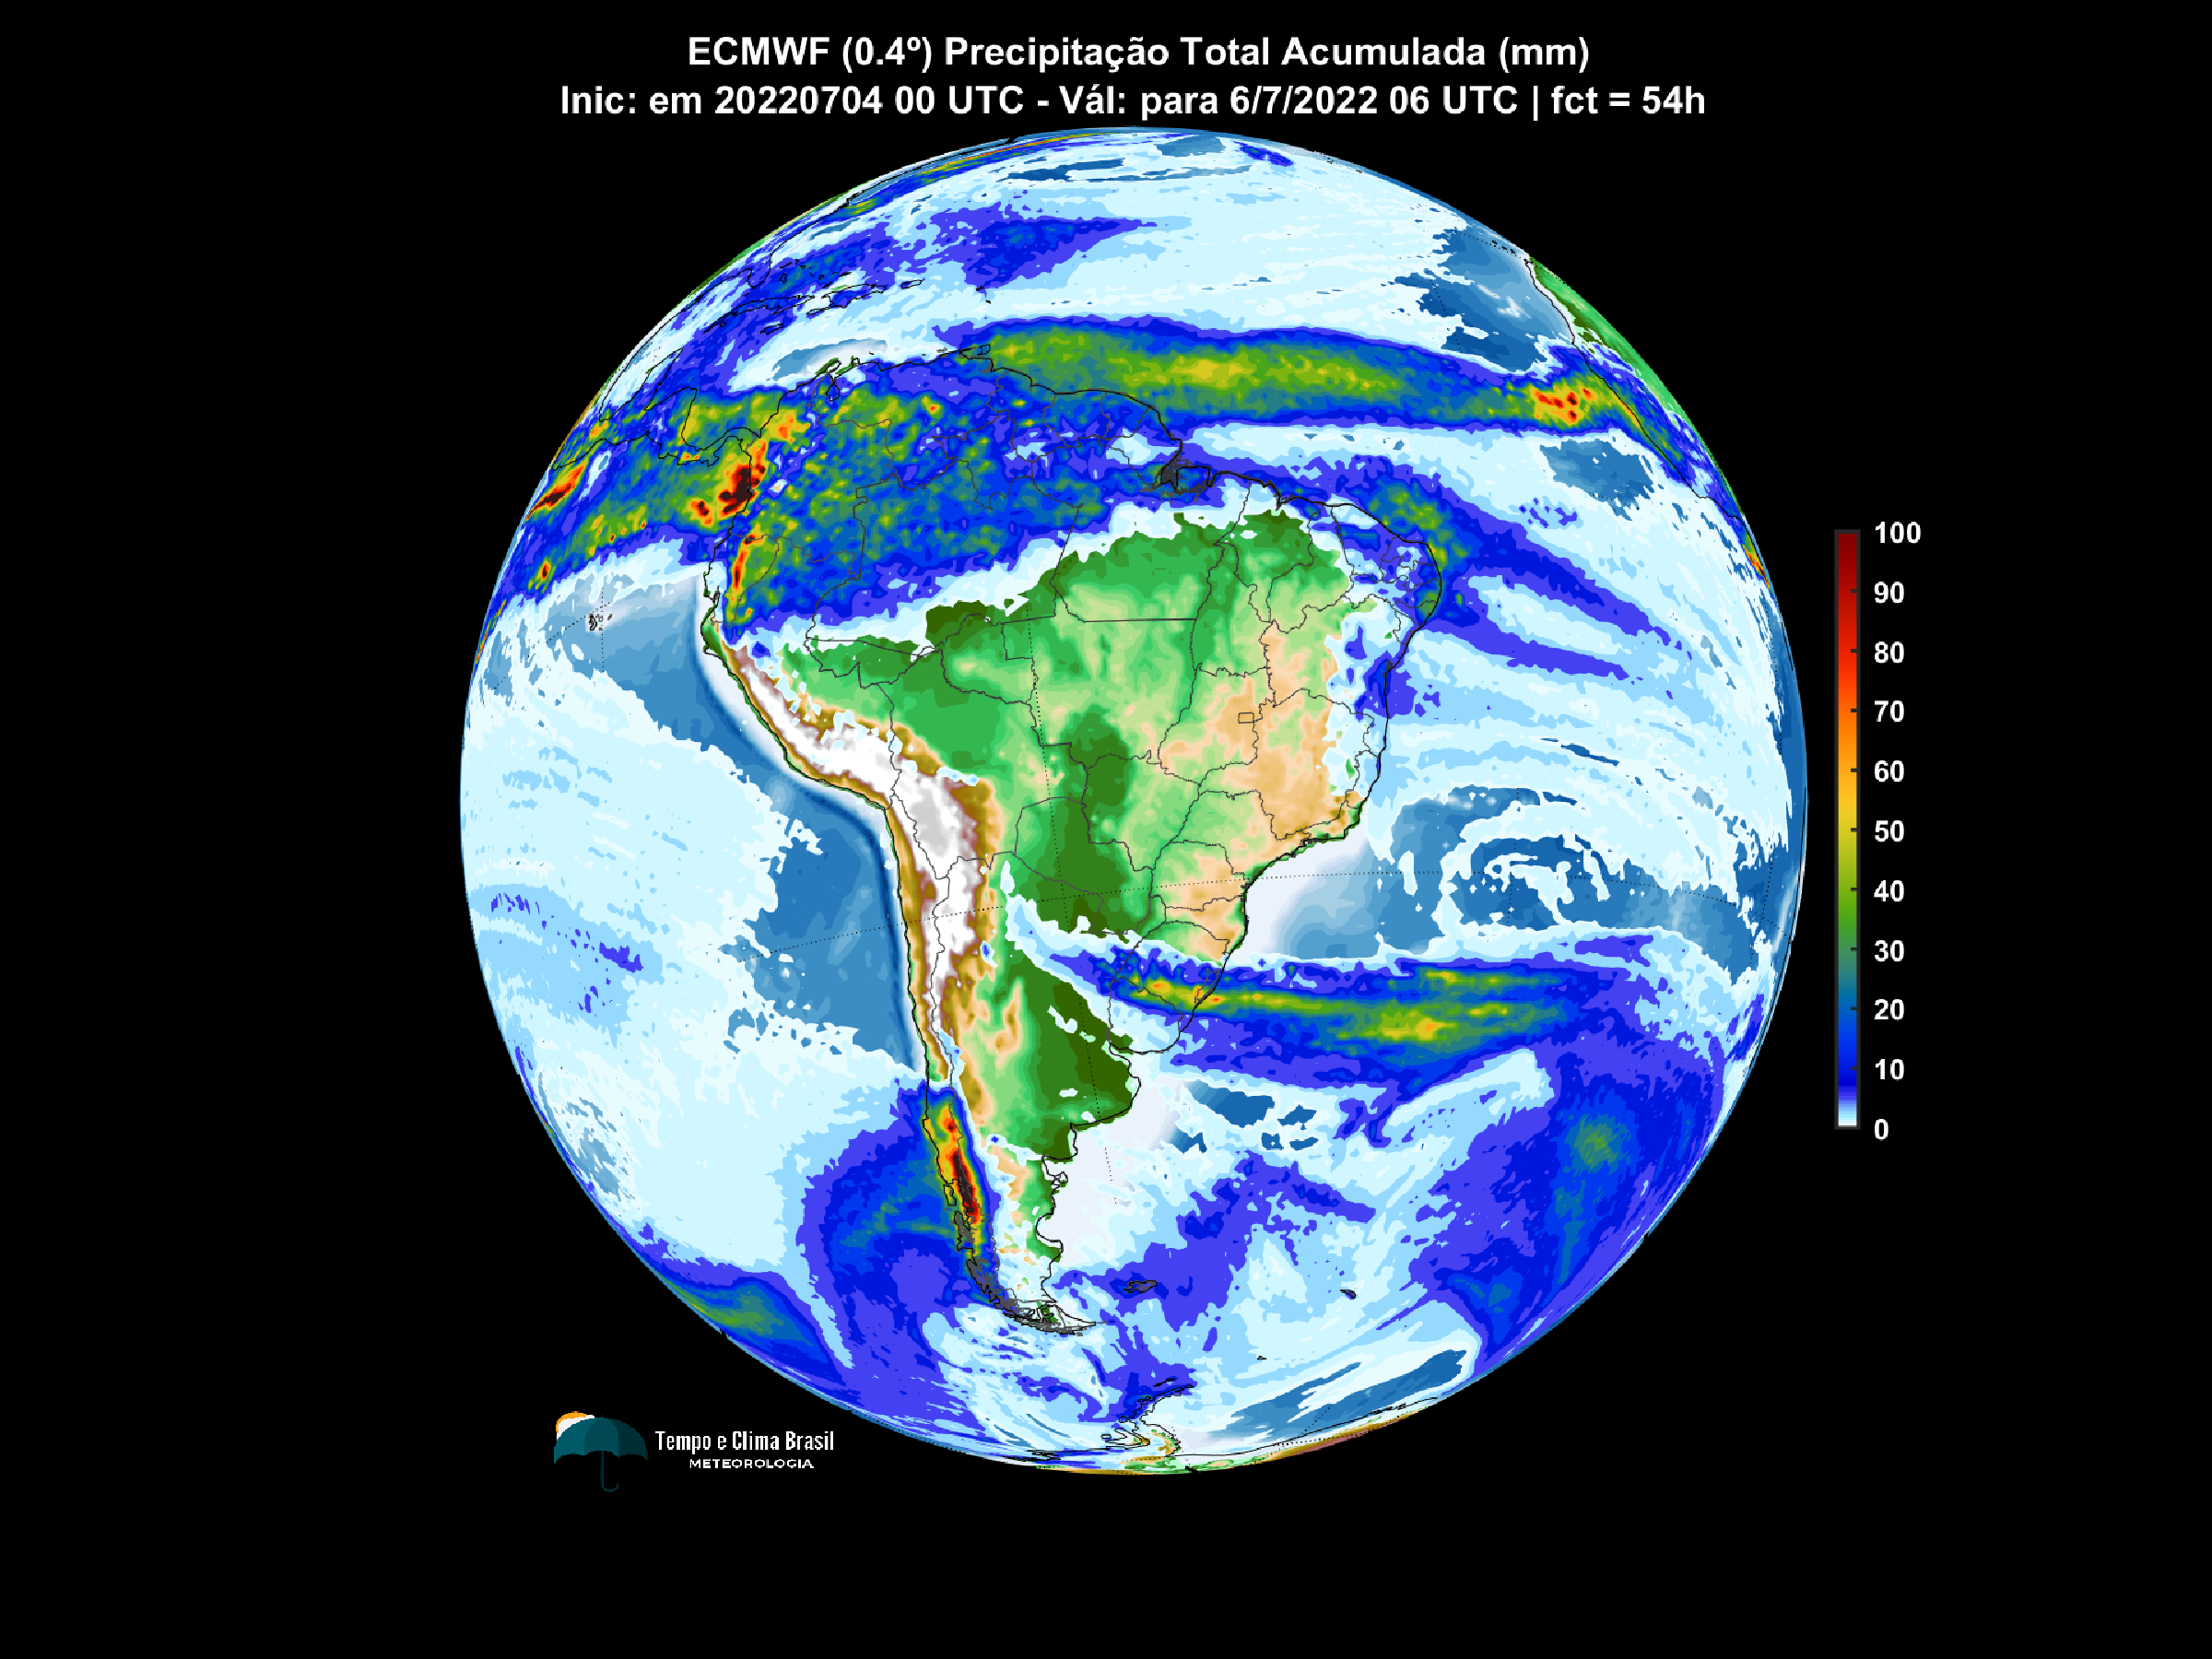 ECMWF (0.4º) Precipitação Total Acumulada (mm)
Inic: em 20220704 00 UTC - Vál: para 6/7/2022 06 UTC | fct = 54h
100
90
80
70
60
50
40
30
20
10
0
Tempo e Clima Brasil
METEOROLOGIA